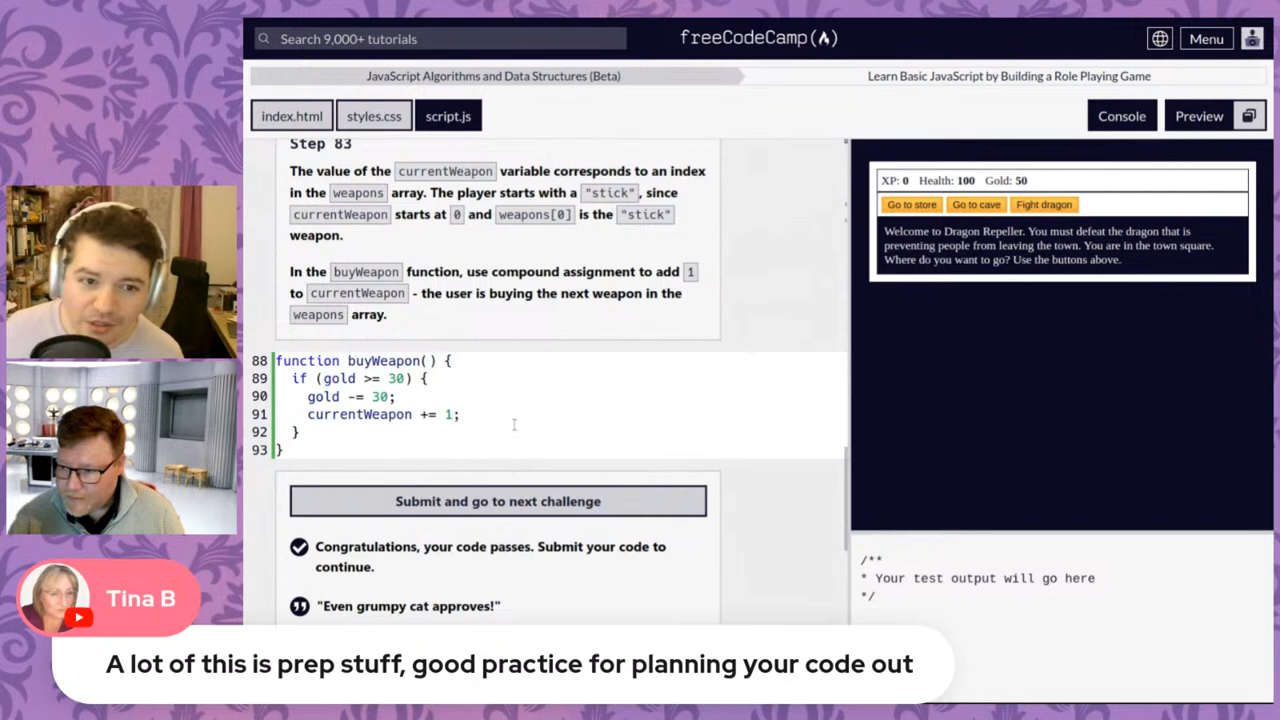 Search 9,000+ tutorials
freeCodeCamp
Menu
JavaScript Algorithms and Data Structures (Beta)
Learn Basic JavaScript by Building a Role Playing Game
index.html
styles.css
script.js
Console
Preview
Step 83
The value of the currentWeapon variable corresponds to an index
in the weapons array. The player starts with a "stick", since
currentWeapon starts at 0 and weapons[0] is the "stick"
weapon.
In the buyWeapon function, use compound assignment to add 1
to currentWeapon - the user is buying the next weapon in the
weapons array.
88 function buyWeapon() {
89 if (gold >= 30) {
90 gold -= 30;
91 currentWeapon += 1;
92 }
93 }
Submit and go to next challenge
Congratulations, your code passes. Submit your code to
continue.
"Even grumpy cat approves!"
XP: 0 Health: 100 Gold: 50
Go to store Go to cave Fight dragon
Welcome to Dragon Repeller. You must defeat the dragon that is
preventing people from leaving the town. You are in the town square.
Where do you want to go? Use the buttons above.
/**
* Your test output will go here
*/
Tina B
A lot of this is prep stuff, good practice for planning your code out